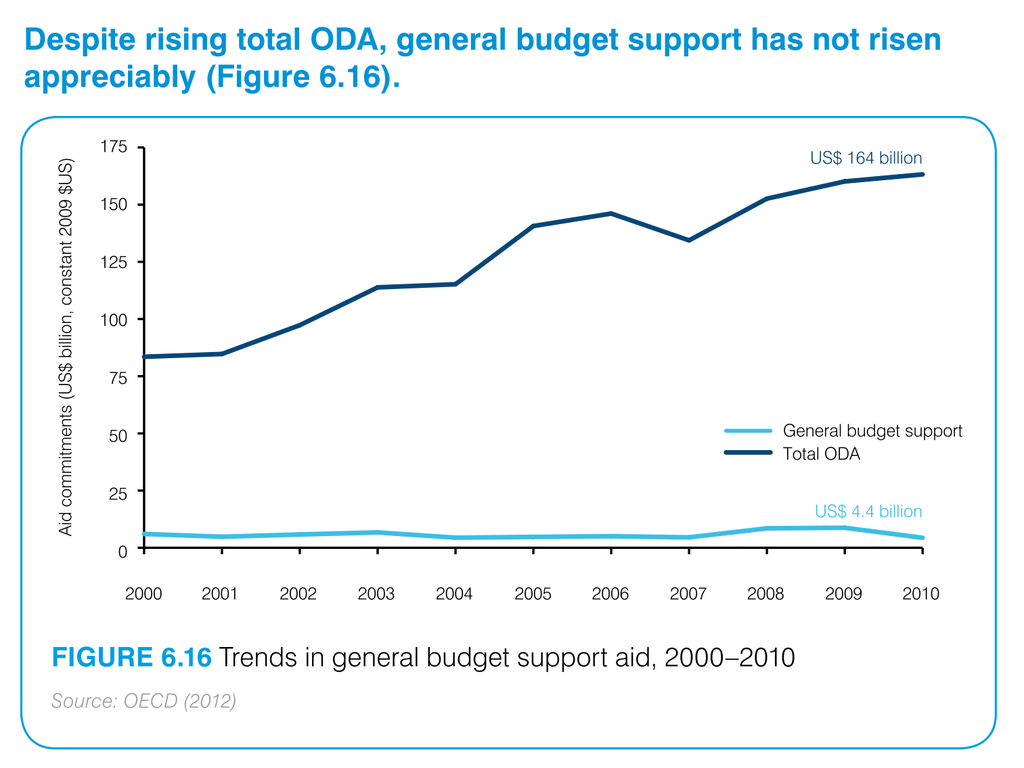 Despite rising total ODA, general budget support has not risen
appreciably (Figure 6.16).
Aid commitments (US$ billion, constant 2009 $US)
175
150
125
100
75
50
25
0
US$ 164 billion
General budget support
Total ODA
US$ 4.4 billion
2000 2001 2002 2003 2004 2005 2006 2007 2008 2009 2010
FIGURE 6.16 Trends in general budget support aid, 2000–2010
Source: OECD (2012)